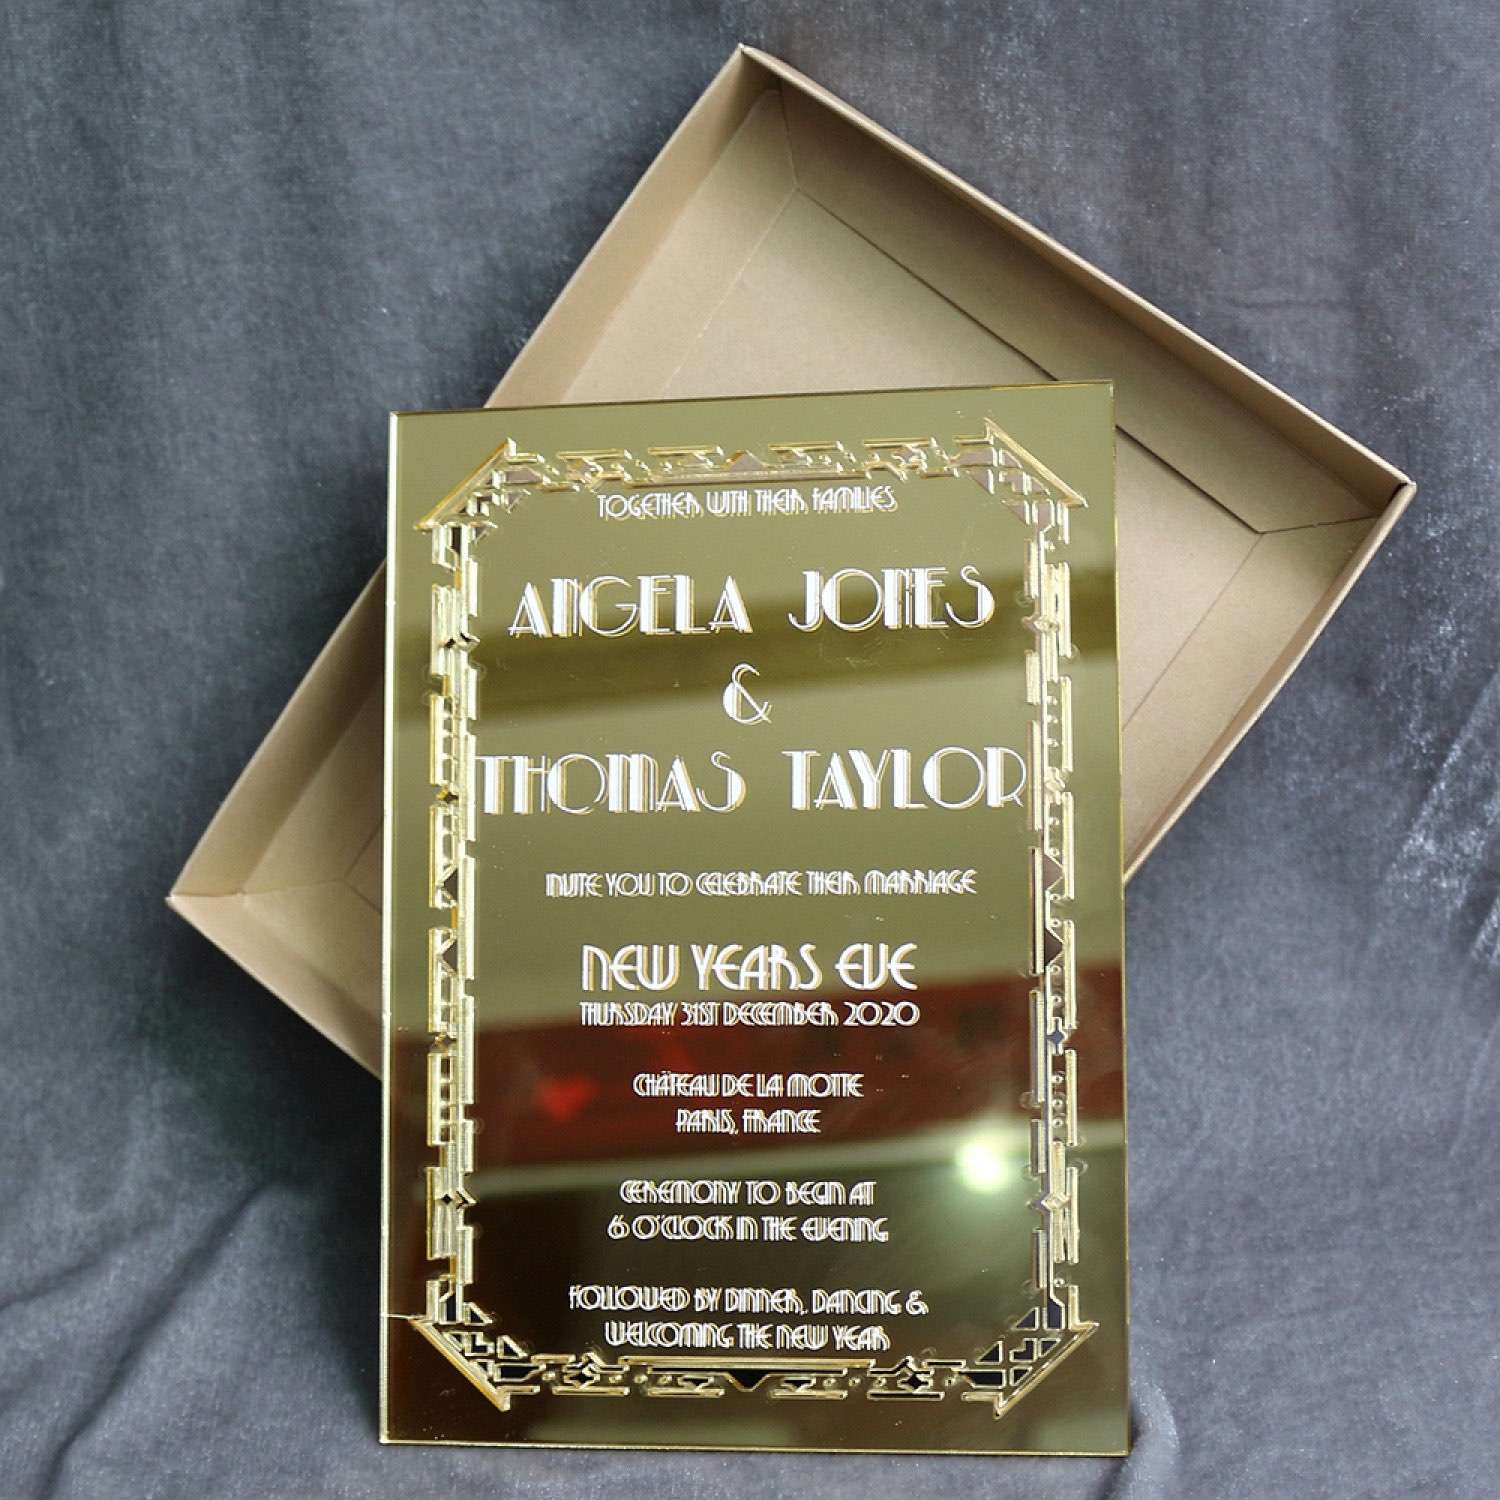 TOGETHER WITH THEIR FAMILIES
ANGELA JONES
&
THOMAS TAYLOR
INVITE YOU TO CELEBRATE THEIR MARRIAGE
NEW YEARS EVE
THURSDAY 31ST DECEMBER 2020
CHÂTEAU DE LA MOTTE
PARIS, FRANCE
CEREMONY TO BEGIN AT
6 O'CLOCK IN THE EVENING
FOLLOWED BY DINNER, DANCING &
WELCOMING THE NEW YEAR